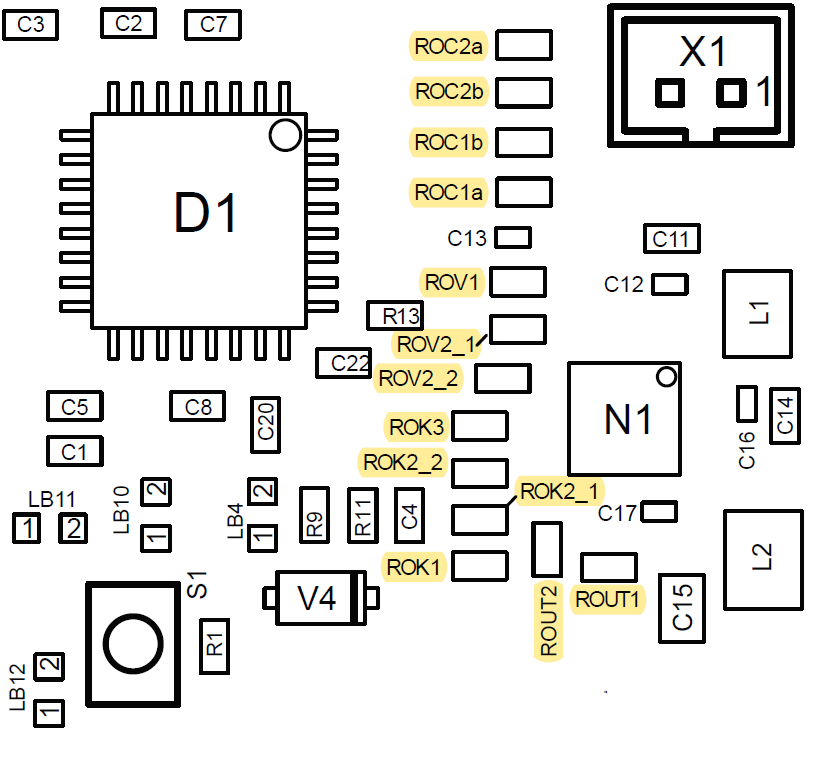 C3
C2
C7
ROC2a
X1
1
ROC2b
ROC1b
D1
ROC1a
C13
C11
ROV1
C12
L1
R13
ROV2_1
C22
ROV2_2
C5
C8
C20
ROK3
N1
C16
C14
C1
ROK2_2
ROK2_1
LB11
1
2
LB10
2
1
LB4
2
1
R9
R11
C4
C17
L2
ROK1
S1
V4
ROUT2
ROUT1
C15
R1
LB12
2
1